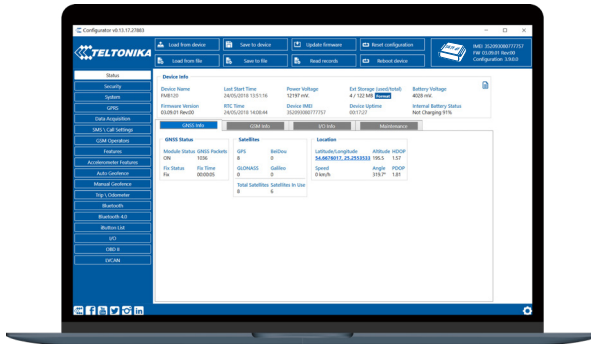 Configurator v0.13.17.27883
TELTONIKA
Load from device
Save to device
Update firmware
Reset configuration
Load from file
Save to file
Read records
Reboot device
IMEI 352093080777757
FW 03.09.01 Rev:00
Configuration 3.9.0.0
Status
Security
System
GPRS
Data Acquisition
SMS \ Call Settings
GSM Operators
Features
Accelerometer Features
Auto Geofence
Manual Geofence
Trip \ Odometer
Bluetooth
Bluetooth 4.0
iButton List
I/O
OBD II
LVCAN
Device Info
Device Name Last Start Time Power Voltage Ext Storage (used/total) Battery Voltage
FMB120 24/05/2018 13:51:16 12197 mV. 4 / 122 MB Format 4028 mV.
Firmware Version RTC Time Device IMEI Device Uptime Internal Battery Status
03.09.01 Rev:00 24/05/2018 14:08:44 352093080777757 00:17:27 Not Charging 91%
GNSS Info GSM Info I/O Info Maintenance
GNSS Status
Module Status GNSS Packets
ON 1036
Fix Status Fix Time
Fix 00:00:05
Satellites
GPS BeiDou
8 0
GLONASS Galileo
0 0
Total Satellites Satellites in Use
8 6
Location
Latitude/Longitude Altitude HDOP
54.6676017, 25.2553533 195.5 1.57
Speed Angle PDOP
0 km/h 319.7° 1.81